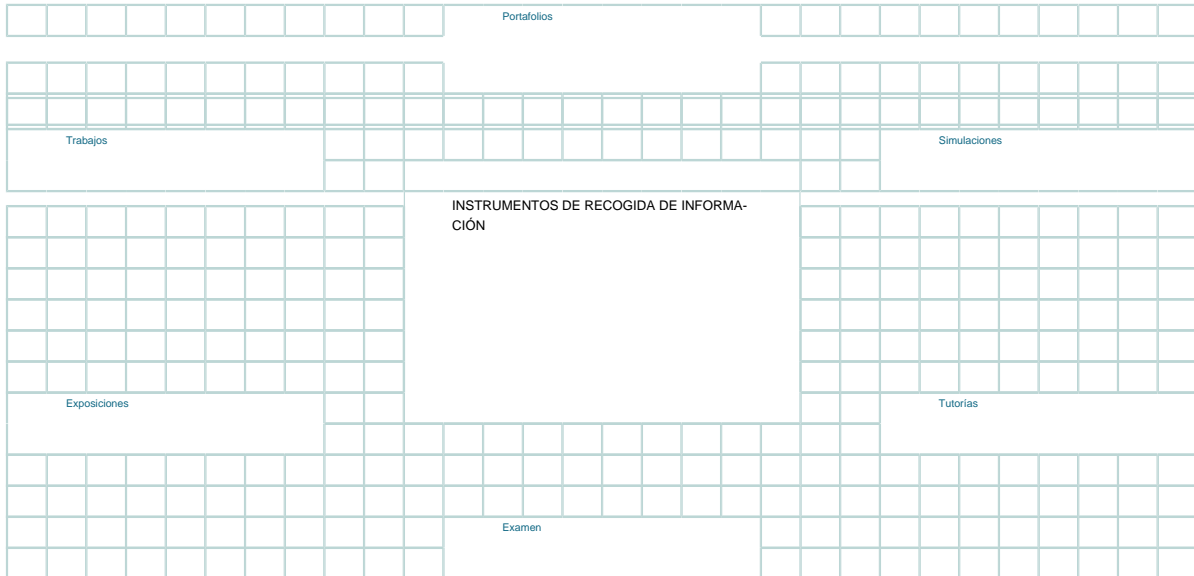 Portafolios
Trabajos
Simulaciones
INSTRUMENTOS DE RECOGIDA DE INFORMA-
CIÓN
Exposiciones
Tutorías
Examen